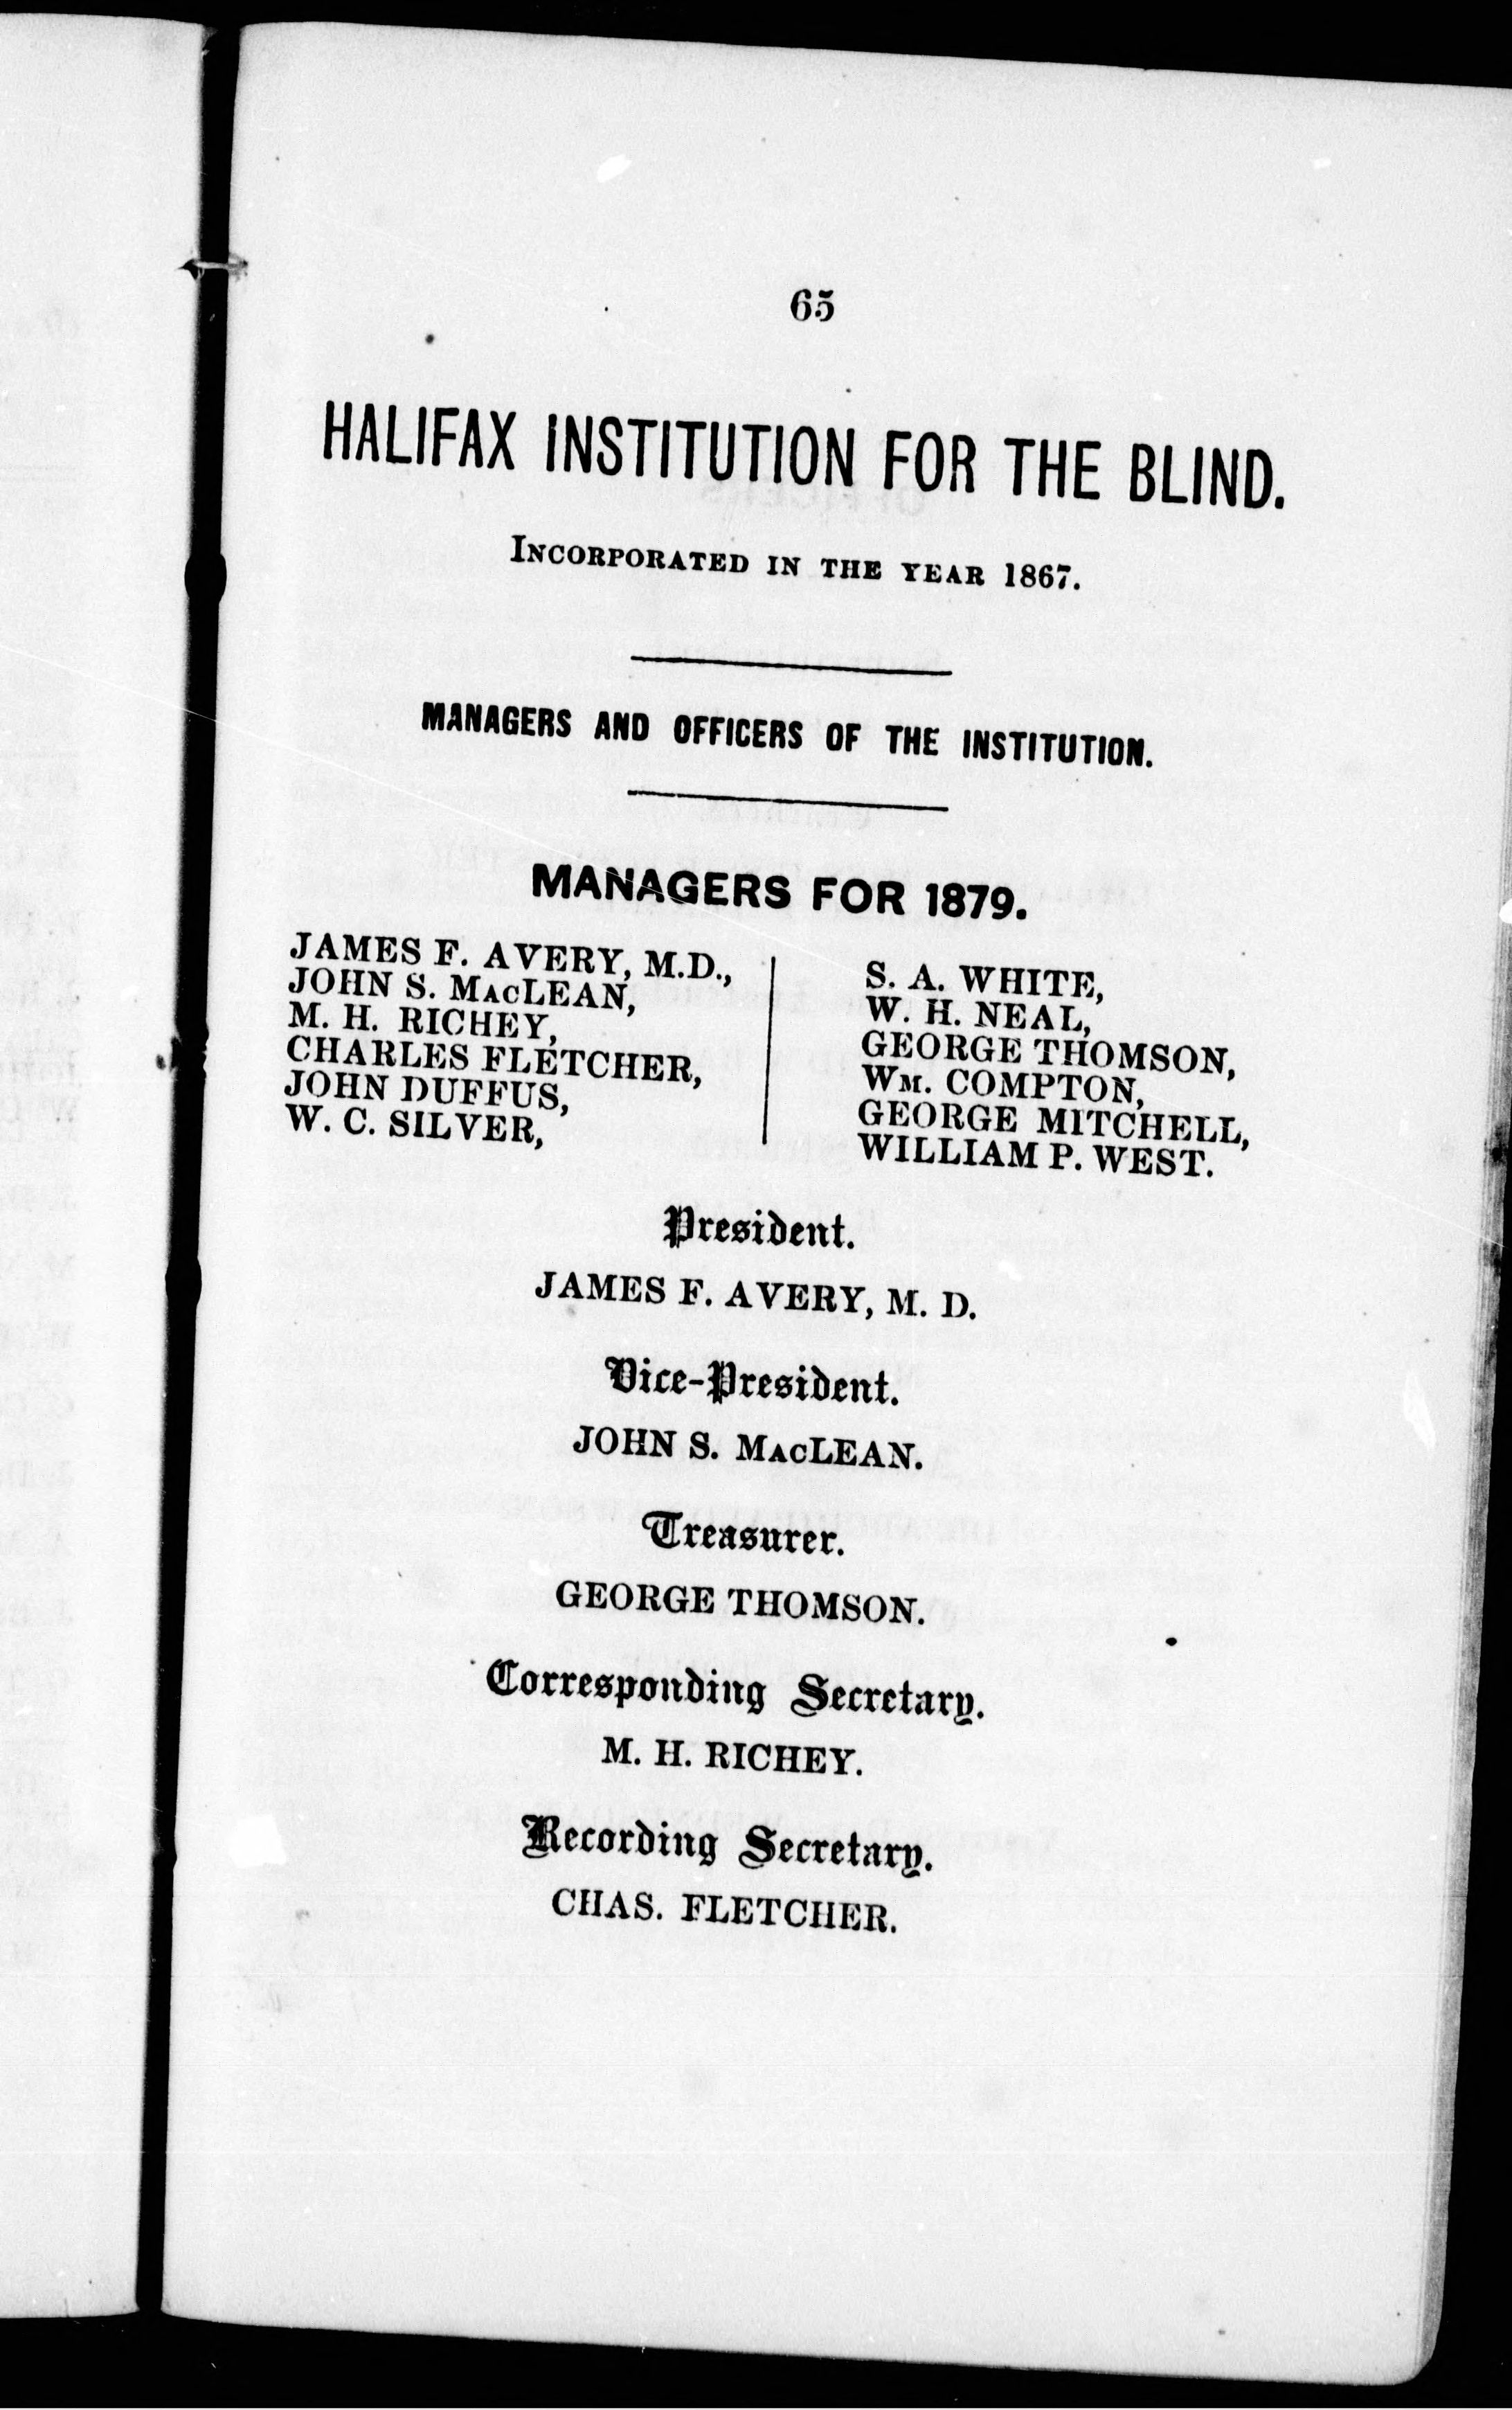 65
HALIFAX INSTITUTION FOR THE BLIND.
INCORPORATED IN THE YEAR 1867.
MANAGERS AND OFFICERS OF THE INSTITUTION.
MANAGERS FOR 1879.
JAMES F. AVERY, M.D.,
JOHN S. MACLEAN,
M. H. RICHEY,
CHARLES FLETCHER,
JOHN DUFFUS,
W. C. SILVER,
S. A. WHITE,
W. H. NEAL,
GEORGE THOMSON,
WM. COMPTON,
GEORGE MITCHELL,
WILLIAM P. WEST.
President.
JAMES F. AVERY, M. D.
Vice-President.
JOHN S. MACLEAN.
Treasurer.
GEORGE THOMSON.
Corresponding Secretary.
M. H. RICHEY.
Recording Secretary.
CHAS. FLETCHER.